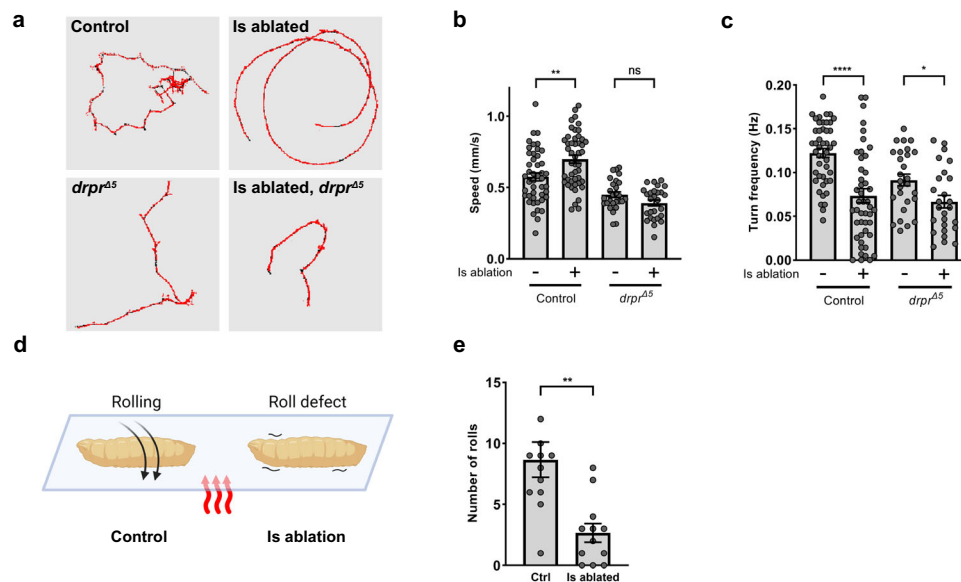 a
Control
Is ablated
drprΔ5
Is ablated, drprΔ5
b
Speed (mm/s)
1.5
1.0
0.5
0.0
**
ns
Is ablation
- + - +
Control
drprΔ5
c
Turn frequency (Hz)
0.20
0.15
0.10
0.05
0.00
****
*
Is ablation
- + - +
Control
drprΔ5
d
Rolling
Roll defect
Control
Is ablation
e
Number of rolls
15
10
5
0
**
Ctrl
Is ablated